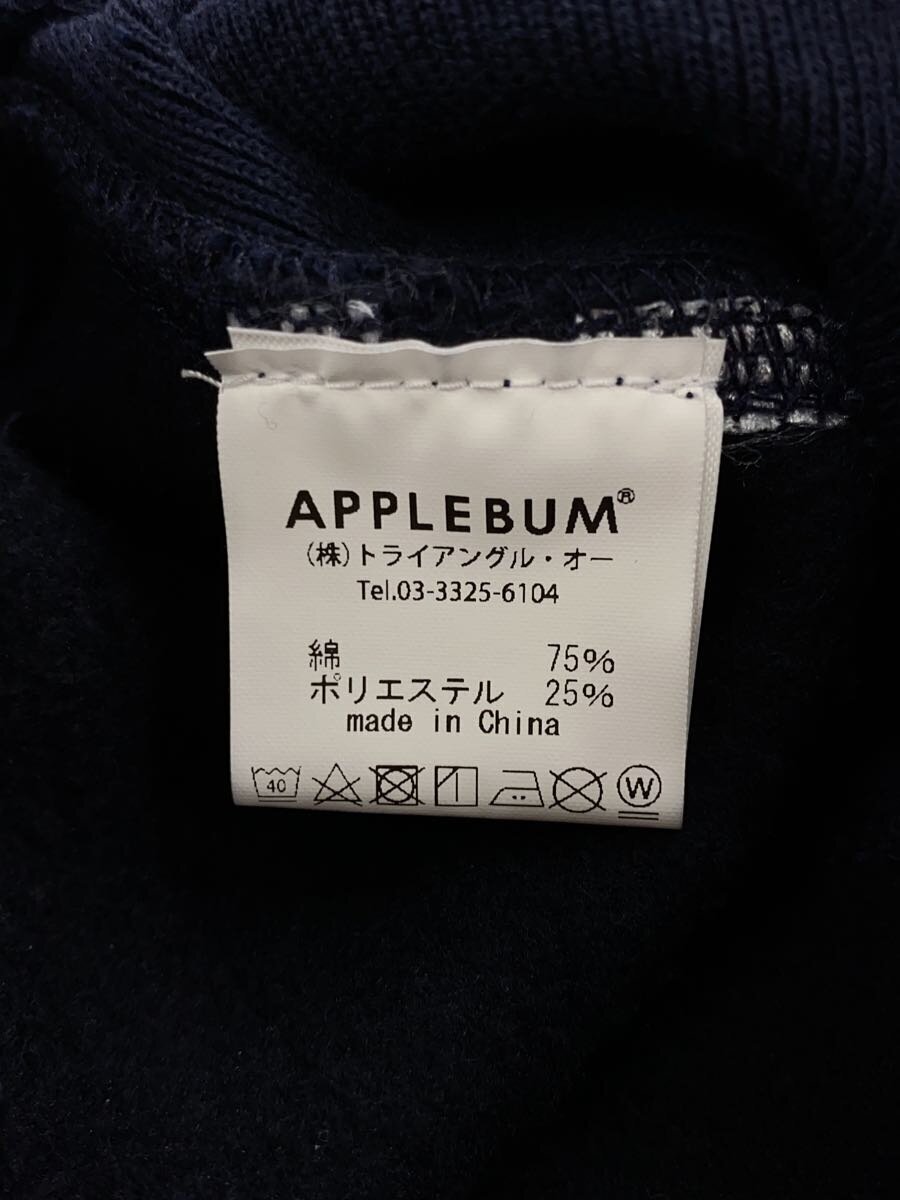 APPLEBUM®
(株)トライアングル・オー
Tel.03-3325-6104
綿 75%
ポリエステル 25%
made in China
40 W